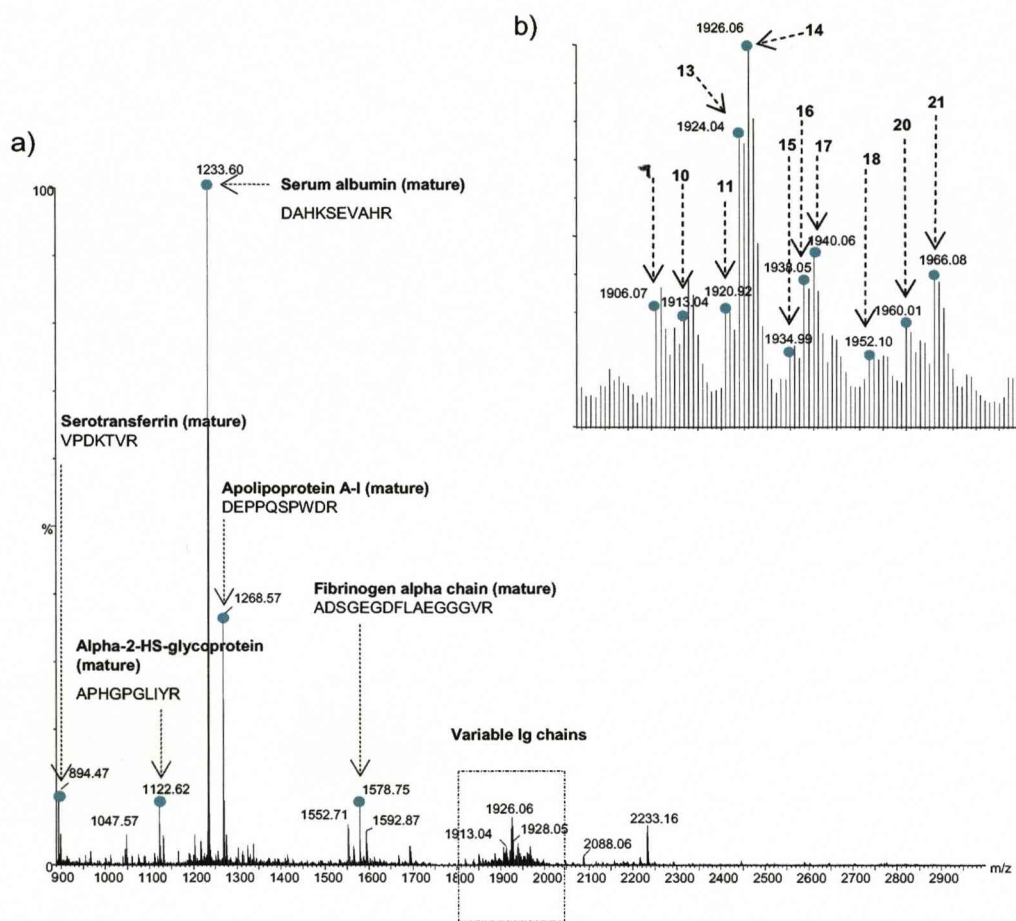 a)
1233.60
Serum albumin (mature)
DAHKSEVAHR
Serotransferrin (mature)
VPDKTVR
Apolipoprotein A-I (mature)
DEPPQSPWDR
1268.57
Fibrinogen alpha chain (mature)
ADSGEGDFLAEGGGVR
Alpha-2-HS-glycoprotein
(mature)
APHGPGLIYR
Variable Ig chains
894.47
1122.62
1047.57
1578.75
1552.71
1592.87
1926.06
1913.04
1928.05
2233.16
2088.06
100
%
0
900 1000 1100 1200 1300 1400 1500 1600 1700 1800 1900 2000 2100 2200 2300 2400 2500 2600 2700 2800 2900
m/z
b)
1926.06
14
13
1924.04
16
15
17
20
21
10
11
18
1906.07
1913.04
1920.92
1938.05
1940.06
1934.99
1952.10
1960.01
1966.08